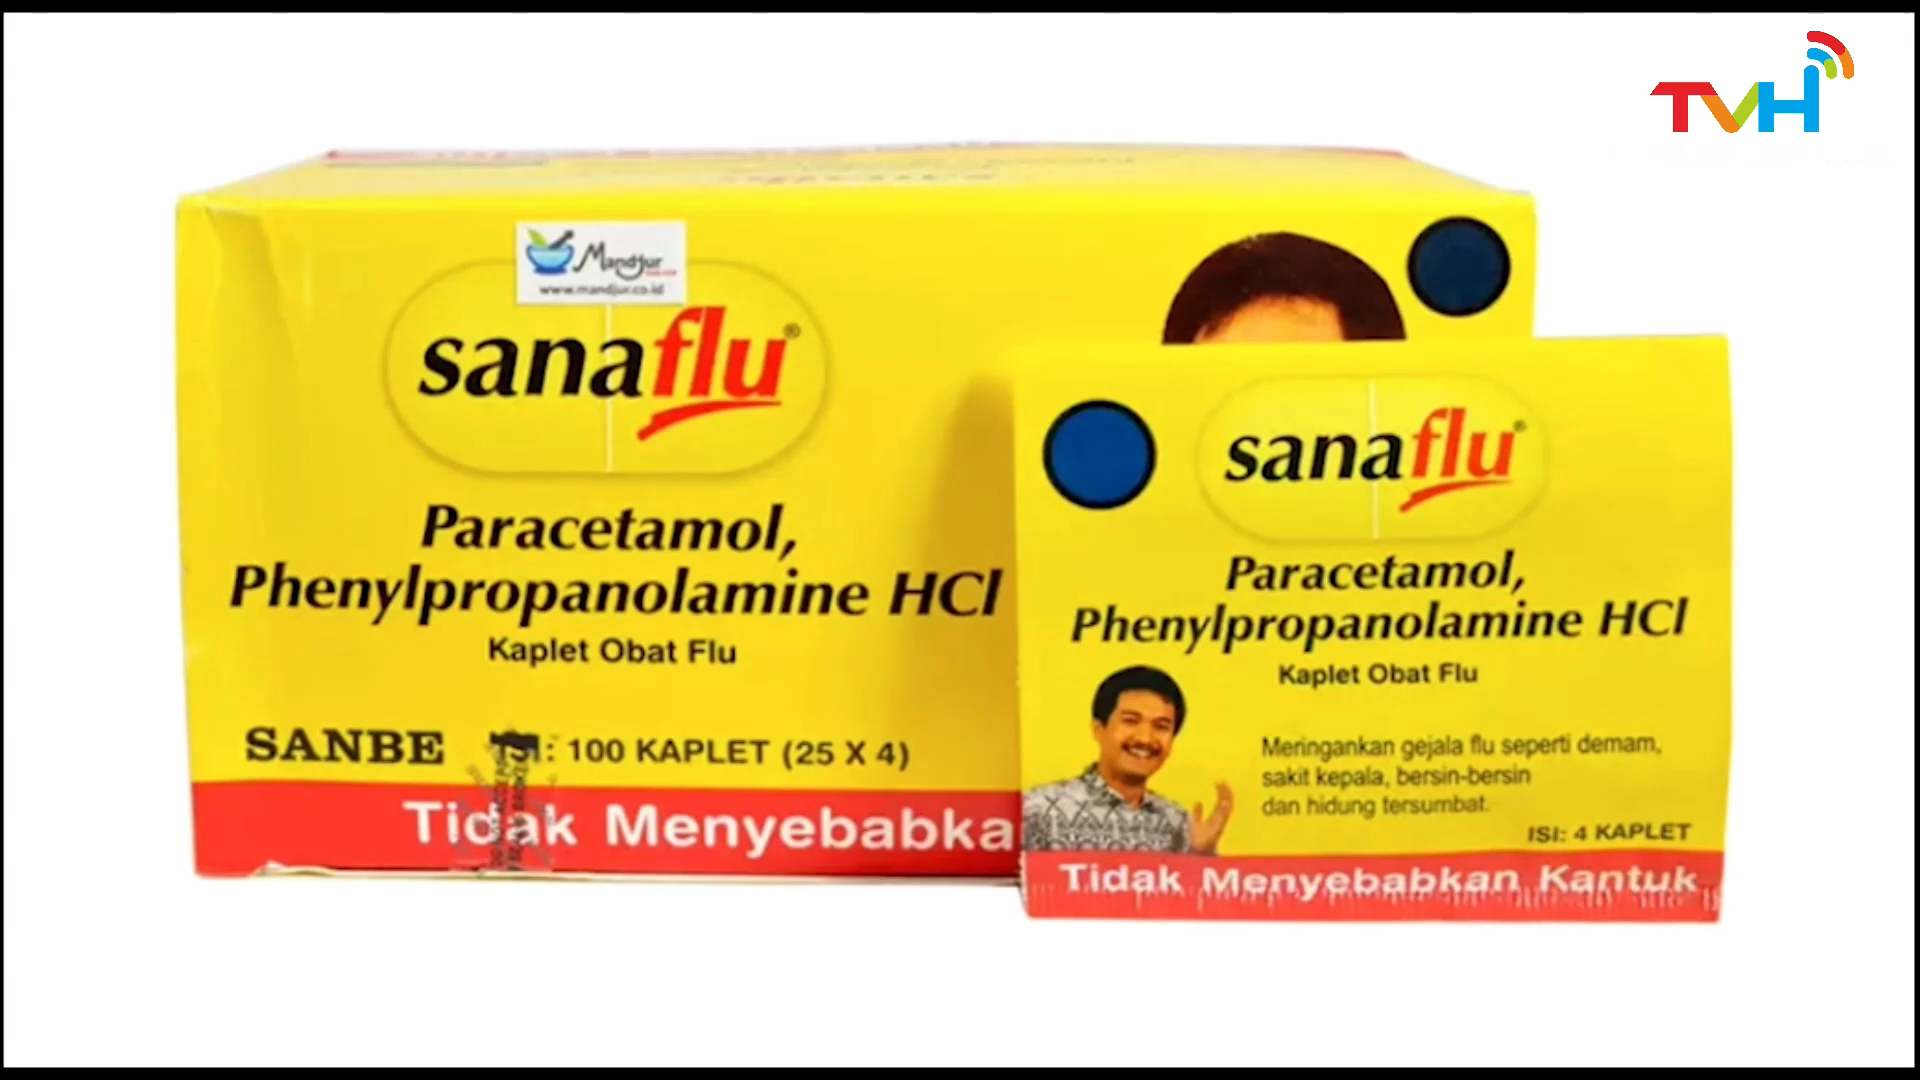 TVH
Mandjur
www.mandjur.co.id
sanaflu®
Paracetamol,
Phenylpropanolamine HCl
Kaplet Obat Flu
SANBE : 100 KAPLET (25 X 4)
Tidak Menyebabka
sanaflu®
Paracetamol,
Phenylpropanolamine HCl
Kaplet Obat Flu
Meringankan gejala flu seperti demam,
sakit kepala, bersin-bersin
dan hidung tersumbat.
ISI: 4 KAPLET
Tidak Menyebabkan Kantuk